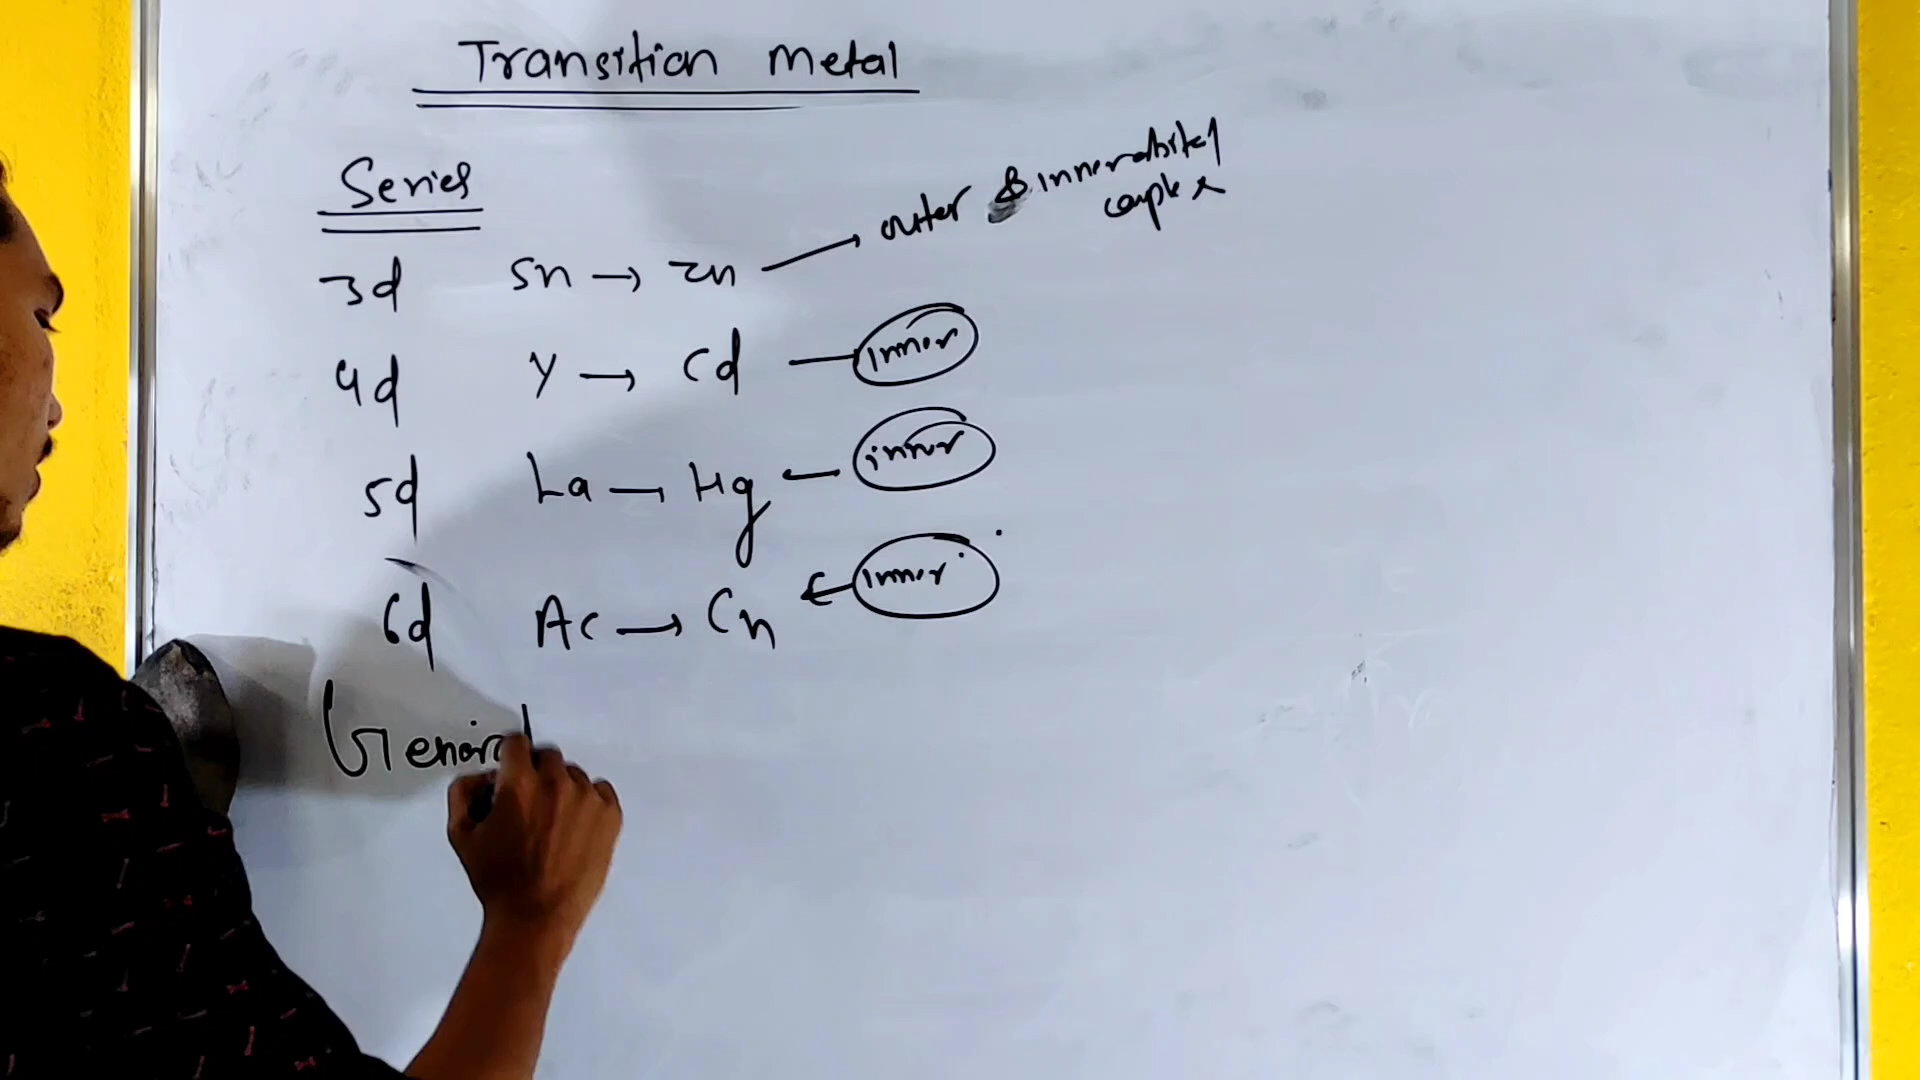 Transition metal
Series
outer & inner orbital
complex
3d Sn → Zn
4d Y → Cd — inner
5d La → Hg ← inner
6d Ac → Cn ← inner
General